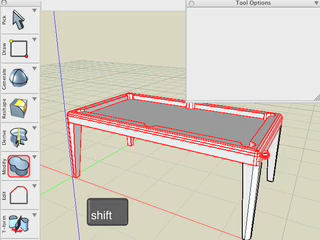 Tool Options
Pick
Draw
Generate
Reshape
Derive
Modify
Edit
T-form
shift